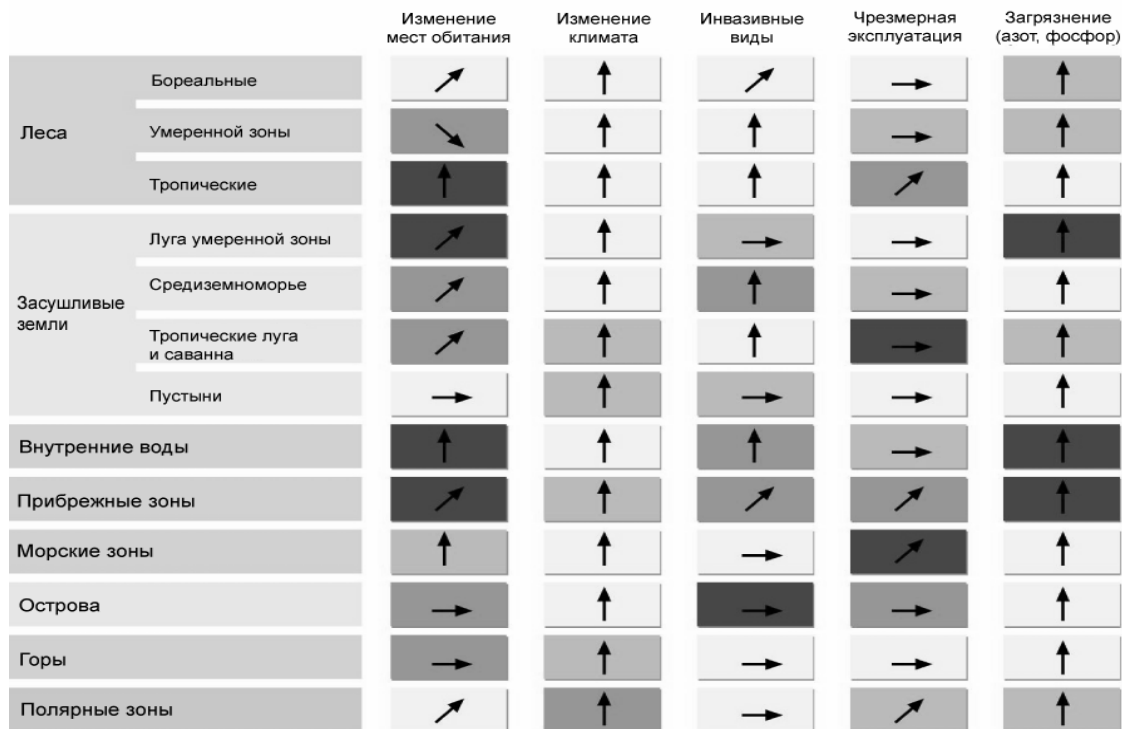 Изменение
мест обитания
Изменение
климата
Инвазивные
виды
Чрезмерная
эксплуатация
Загрязнение
(азот, фосфор)
Леса
Бореальные
Умеренной зоны
Тропические
Засушливые
земли
Луга умеренной зоны
Средиземноморье
Тропические луга
и саванна
Пустыни
Внутренние воды
Прибрежные зоны
Морские зоны
Острова
Горы
Полярные зоны